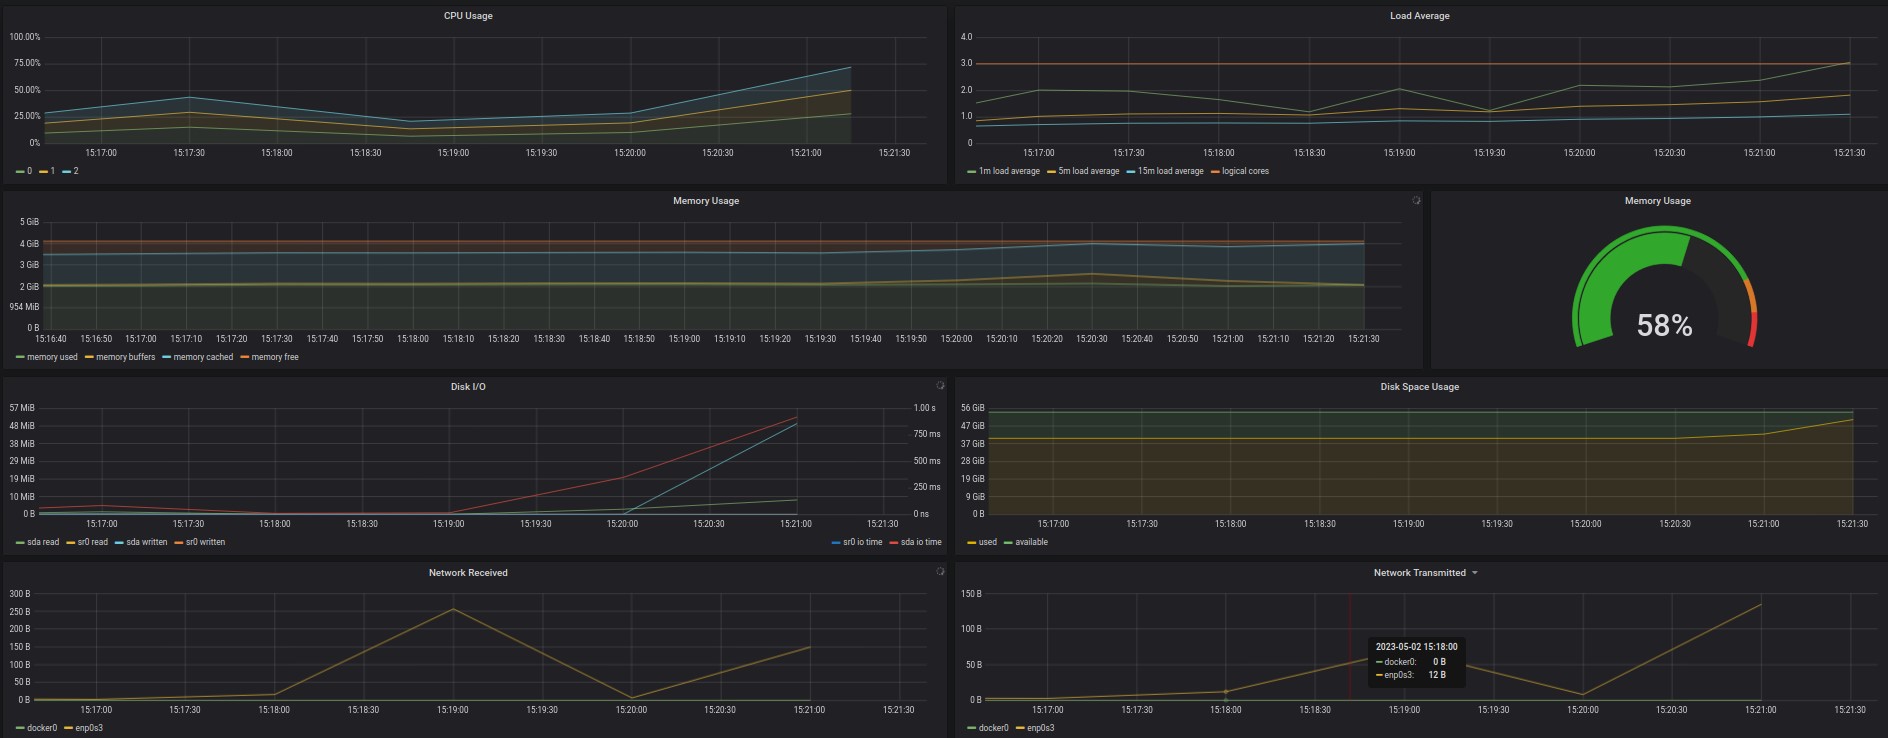 CPU Usage
100.00%
75.00%
50.00%
25.00%
0%
15:17:00 15:17:30 15:18:00 15:18:30 15:19:00 15:19:30 15:20:00 15:20:30 15:21:00 15:21:30
0 1 2
Load Average
4.0
3.0
2.0
1.0
0
15:17:00 15:17:30 15:18:00 15:18:30 15:19:00 15:19:30 15:20:00 15:20:30 15:21:00 15:21:30
1m load average 5m load average 15m load average logical cores
Memory Usage
5 GiB
4 GiB
3 GiB
2 GiB
954 MiB
0 B
15:16:40 15:16:50 15:17:00 15:17:10 15:17:20 15:17:30 15:17:40 15:17:50 15:18:00 15:18:10 15:18:20 15:18:30 15:18:40 15:18:50 15:19:00 15:19:10 15:19:20 15:19:30 15:19:40 15:19:50 15:20:00 15:20:10 15:20:20 15:20:30 15:20:40 15:20:50 15:21:00 15:21:10 15:21:20 15:21:30
memory used memory buffers memory cached memory free
Memory Usage
58%
Disk I/O
57 MiB
48 MiB
38 MiB
29 MiB
19 MiB
10 MiB
0 B
1.00 s
750 ms
500 ms
250 ms
0 ns
15:17:00 15:17:30 15:18:00 15:18:30 15:19:00 15:19:30 15:20:00 15:20:30 15:21:00 15:21:30
sda read sr0 read sda written sr0 written sr0 io time sda io time
Disk Space Usage
56 GiB
47 GiB
37 GiB
28 GiB
19 GiB
9 GiB
0 B
15:17:00 15:17:30 15:18:00 15:18:30 15:19:00 15:19:30 15:20:00 15:20:30 15:21:00 15:21:30
used available
Network Received
300 B
250 B
200 B
150 B
100 B
50 B
0 B
15:17:00 15:17:30 15:18:00 15:18:30 15:19:00 15:19:30 15:20:00 15:20:30 15:21:00 15:21:30
docker0 enp0s3
Network Transmitted
150 B
100 B
50 B
0 B
2023-05-02 15:18:00
docker0: 0 B
enp0s3: 12 B
15:17:00 15:17:30 15:18:00 15:18:30 15:19:00 15:19:30 15:20:00 15:20:30 15:21:00 15:21:30
docker0 enp0s3